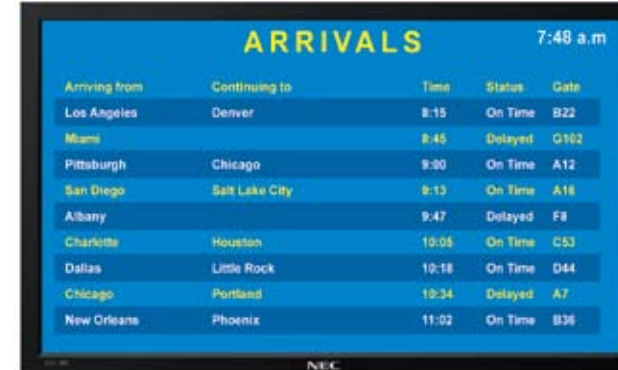 ARRIVALS 7:48 a.m
Arriving from Continuing to Time Status Gate
Los Angeles Denver 8:15 On Time B22
Miami 8:45 Delayed G102
Pittsburgh Chicago 9:00 On Time A12
San Diego Salt Lake City 9:13 On Time A16
Albany 9:47 Delayed F8
Charlotte Houston 10:05 On Time C53
Dallas Little Rock 10:18 On Time D44
Chicago Portland 10:34 Delayed A7
New Orleans Phoenix 11:02 On Time B36
NEC